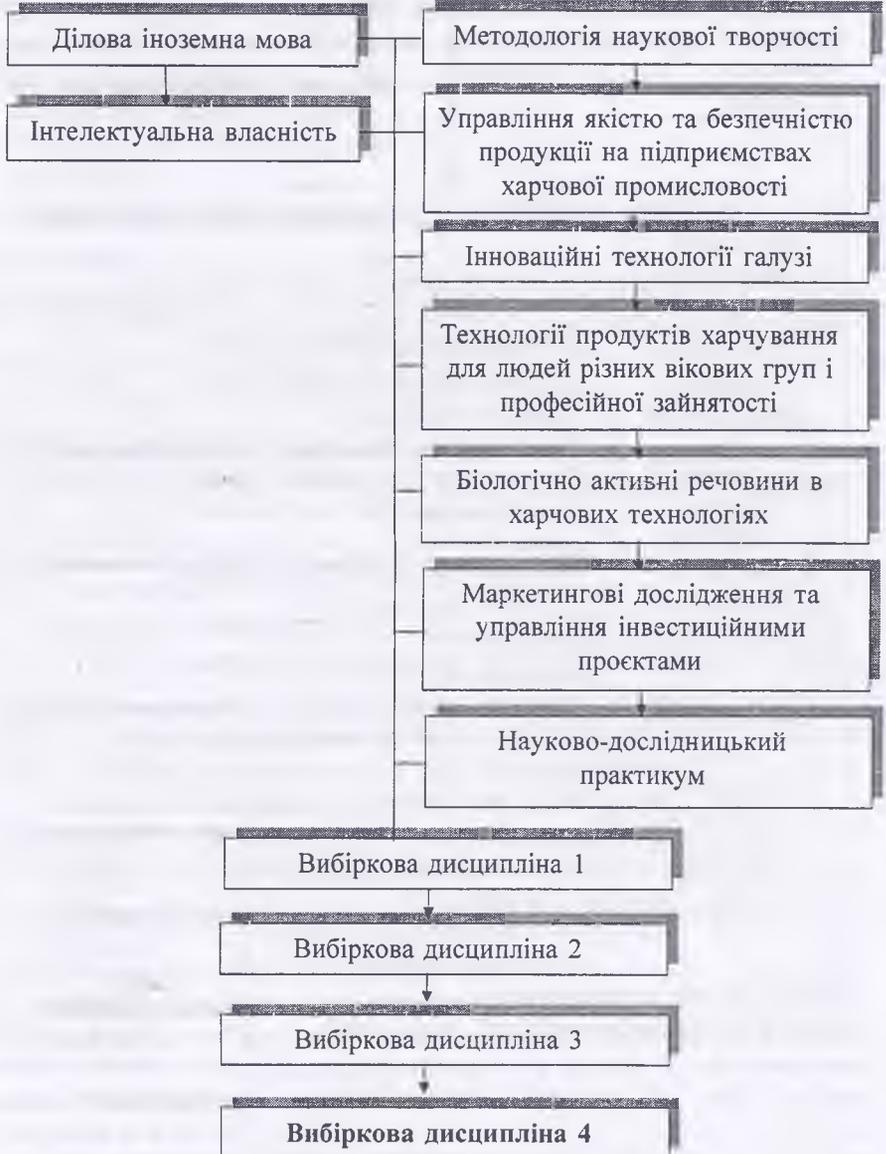 Ділова іноземна мова
Методологія наукової творчості
Інтелектуальна власність
Управління якістю та безпечністю
продукції на підприємствах
харчової промисловості
Інноваційні технології галузі
Технології продуктів харчування
для людей різних вікових груп і
професійної зайнятості
Біологічно активні речовини в
харчових технологіях
Маркетингові дослідження та
управління інвестиційними
проєктами
Науково-дослідницький
практикум
Вибіркова дисципліна 1
Вибіркова дисципліна 2
Вибіркова дисципліна 3
Вибіркова дисципліна 4